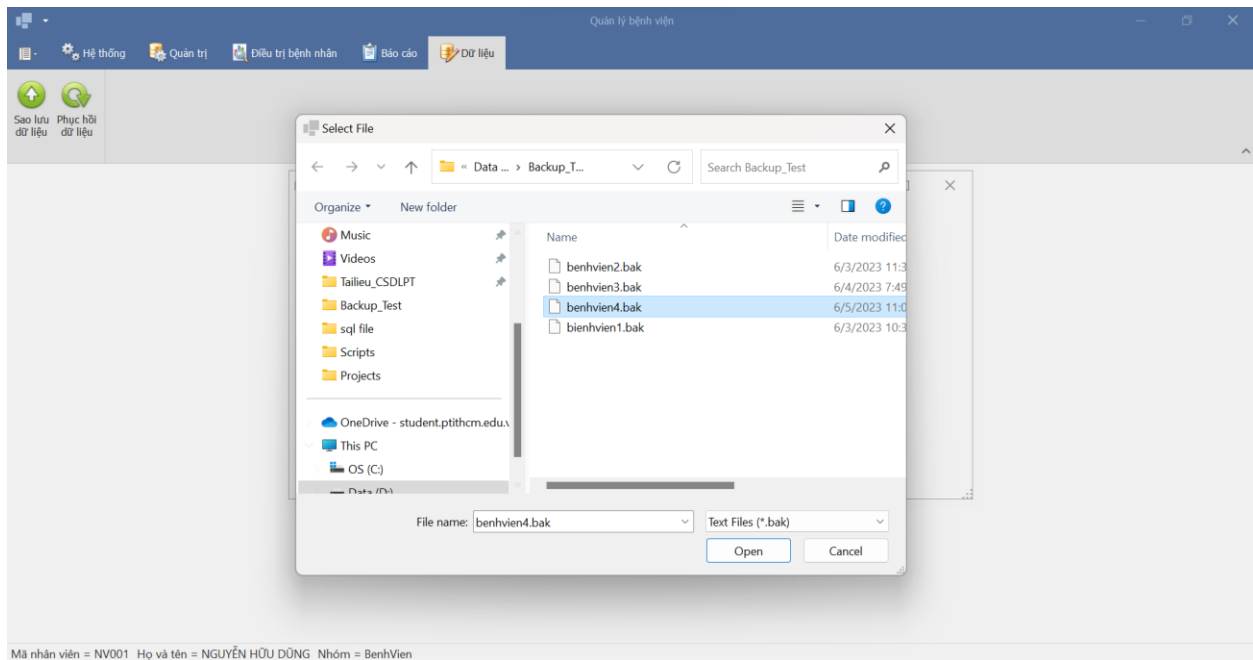 Quản lý bệnh viện
Hệ thống Quản trị Điều trị bệnh nhân Báo cáo Dữ liệu
Sao lưu dữ liệu
Phục hồi dữ liệu
Select File
« Data ... › Backup_T...
Search Backup_Test
Organize New folder
Music
Videos
Tailieu_CSDLPT
Backup_Test
sql file
Scripts
Projects
OneDrive - student.ptithcm.edu.v
This PC
OS (C:)
Data (D:)
Name Date modified
benhvien2.bak 6/3/2023 11:3
benhvien3.bak 6/4/2023 7:49
benhvien4.bak 6/5/2023 11:0
bienhvien1.bak 6/3/2023 10:3
File name: benhvien4.bak Text Files (*.bak)
Open Cancel
Mã nhân viên = NV001 Họ và tên = NGUYỄN HỮU DŨNG Nhóm = BenhVien